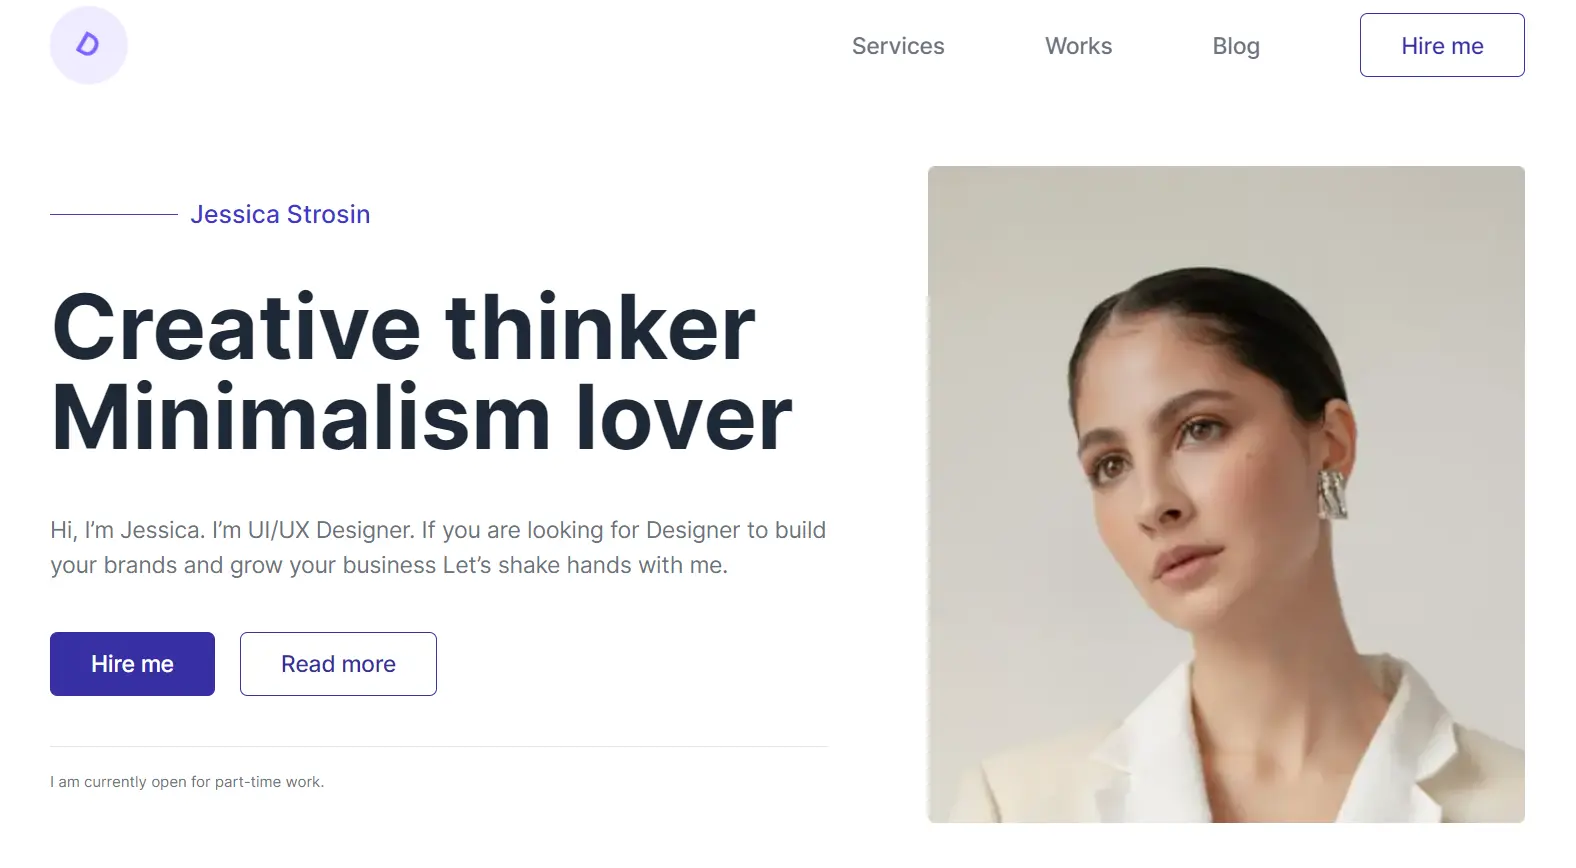 D
Services
Works
Blog
Hire me
Jessica Strosin
Creative thinker
Minimalism lover
Hi, I’m Jessica. I’m UI/UX Designer. If you are looking for Designer to build
your brands and grow your business Let’s shake hands with me.
Hire me
Read more
I am currently open for part-time work.